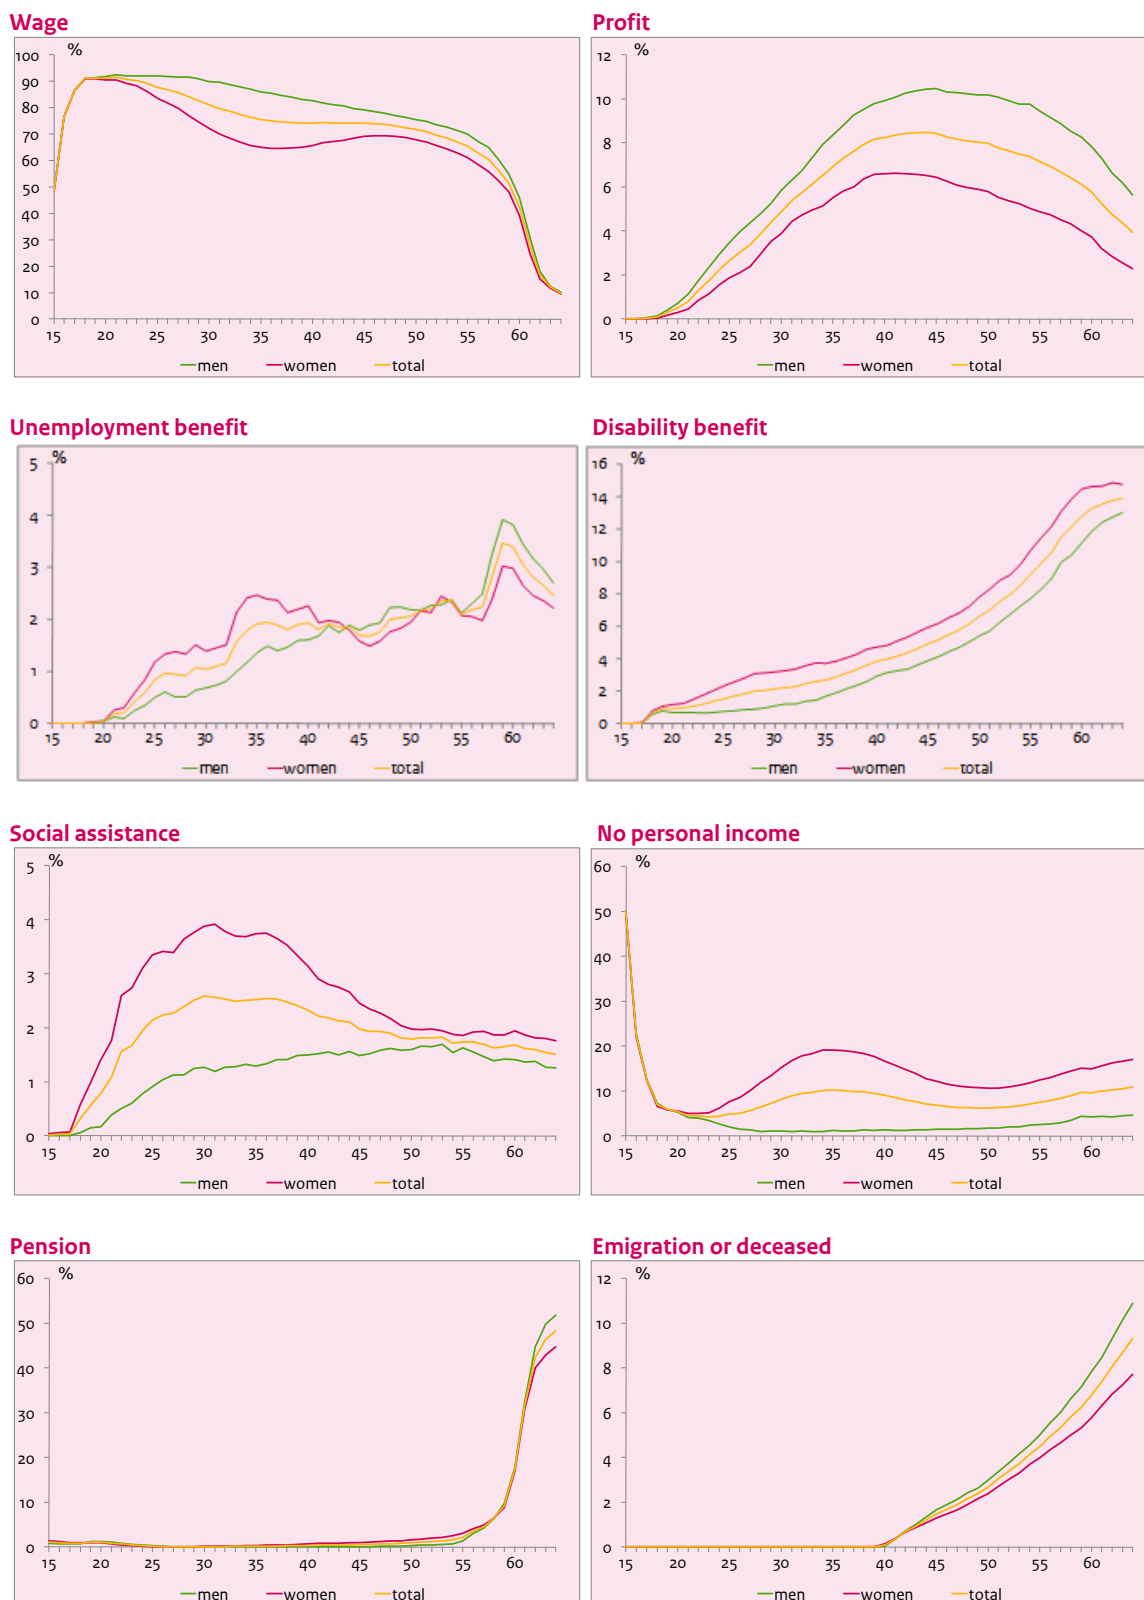 Wage
Profit
100 %
90
80
70
60
50
40
30
20
10
0
15 20 25 30 35 40 45 50 55 60
men women total
12 %
10
8
6
4
2
0
15 20 25 30 35 40 45 50 55 60
men women total
Unemployment benefit
Disability benefit
5 %
4
3
2
1
0
15 20 25 30 35 40 45 50 55 60
men women total
16 %
14
12
10
8
6
4
2
0
15 20 25 30 35 40 45 50 55 60
men women total
Social assistance
No personal income
5 %
4
3
2
1
0
15 20 25 30 35 40 45 50 55 60
men women total
60 %
50
40
30
20
10
0
15 20 25 30 35 40 45 50 55 60
men women total
Pension
Emigration or deceased
60 %
50
40
30
20
10
0
15 20 25 30 35 40 45 50 55 60
men women total
12 %
10
8
6
4
2
0
15 20 25 30 35 40 45 50 55 60
men women total